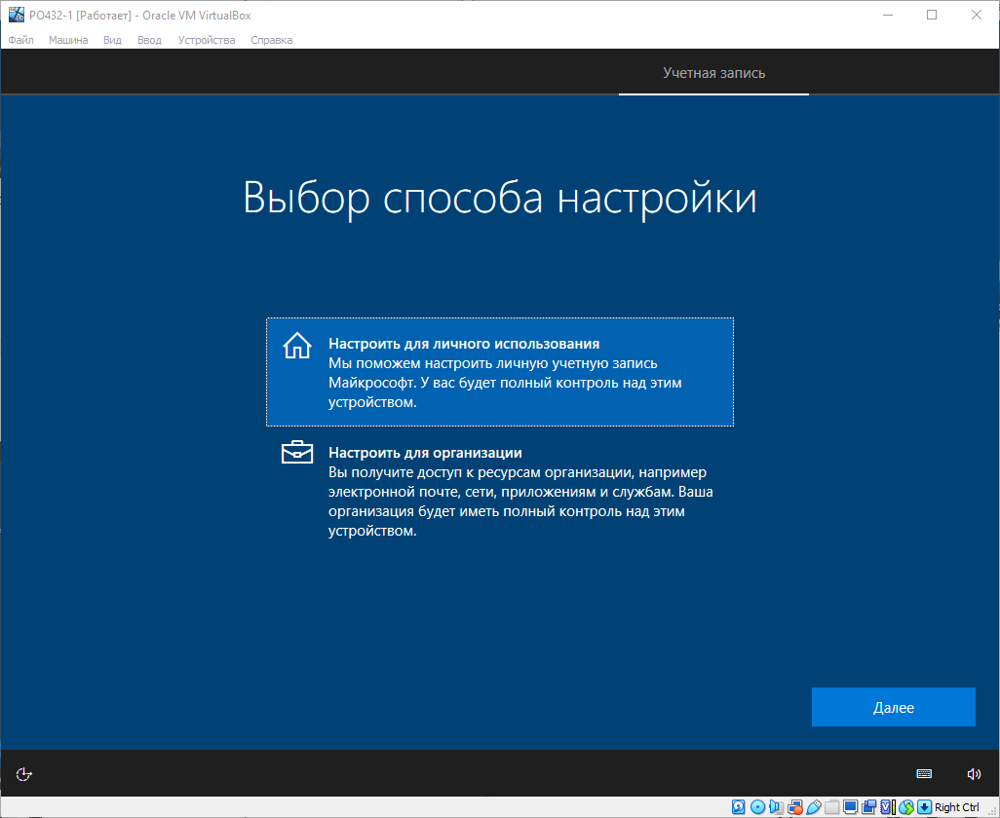 PO432-1 [Работает] - Oracle VM VirtualBox
Файл Машина Вид Ввод Устройства Справка
Учетная запись
Выбор способа настройки
Настроить для личного использования
Мы поможем настроить личную учетную запись
Майкрософт. У вас будет полный контроль над этим
устройством.
Настроить для организации
Вы получите доступ к ресурсам организации, например
электронной почте, сети, приложениям и службам. Ваша
организация будет иметь полный контроль над этим
устройством.
Далее
Right Ctrl